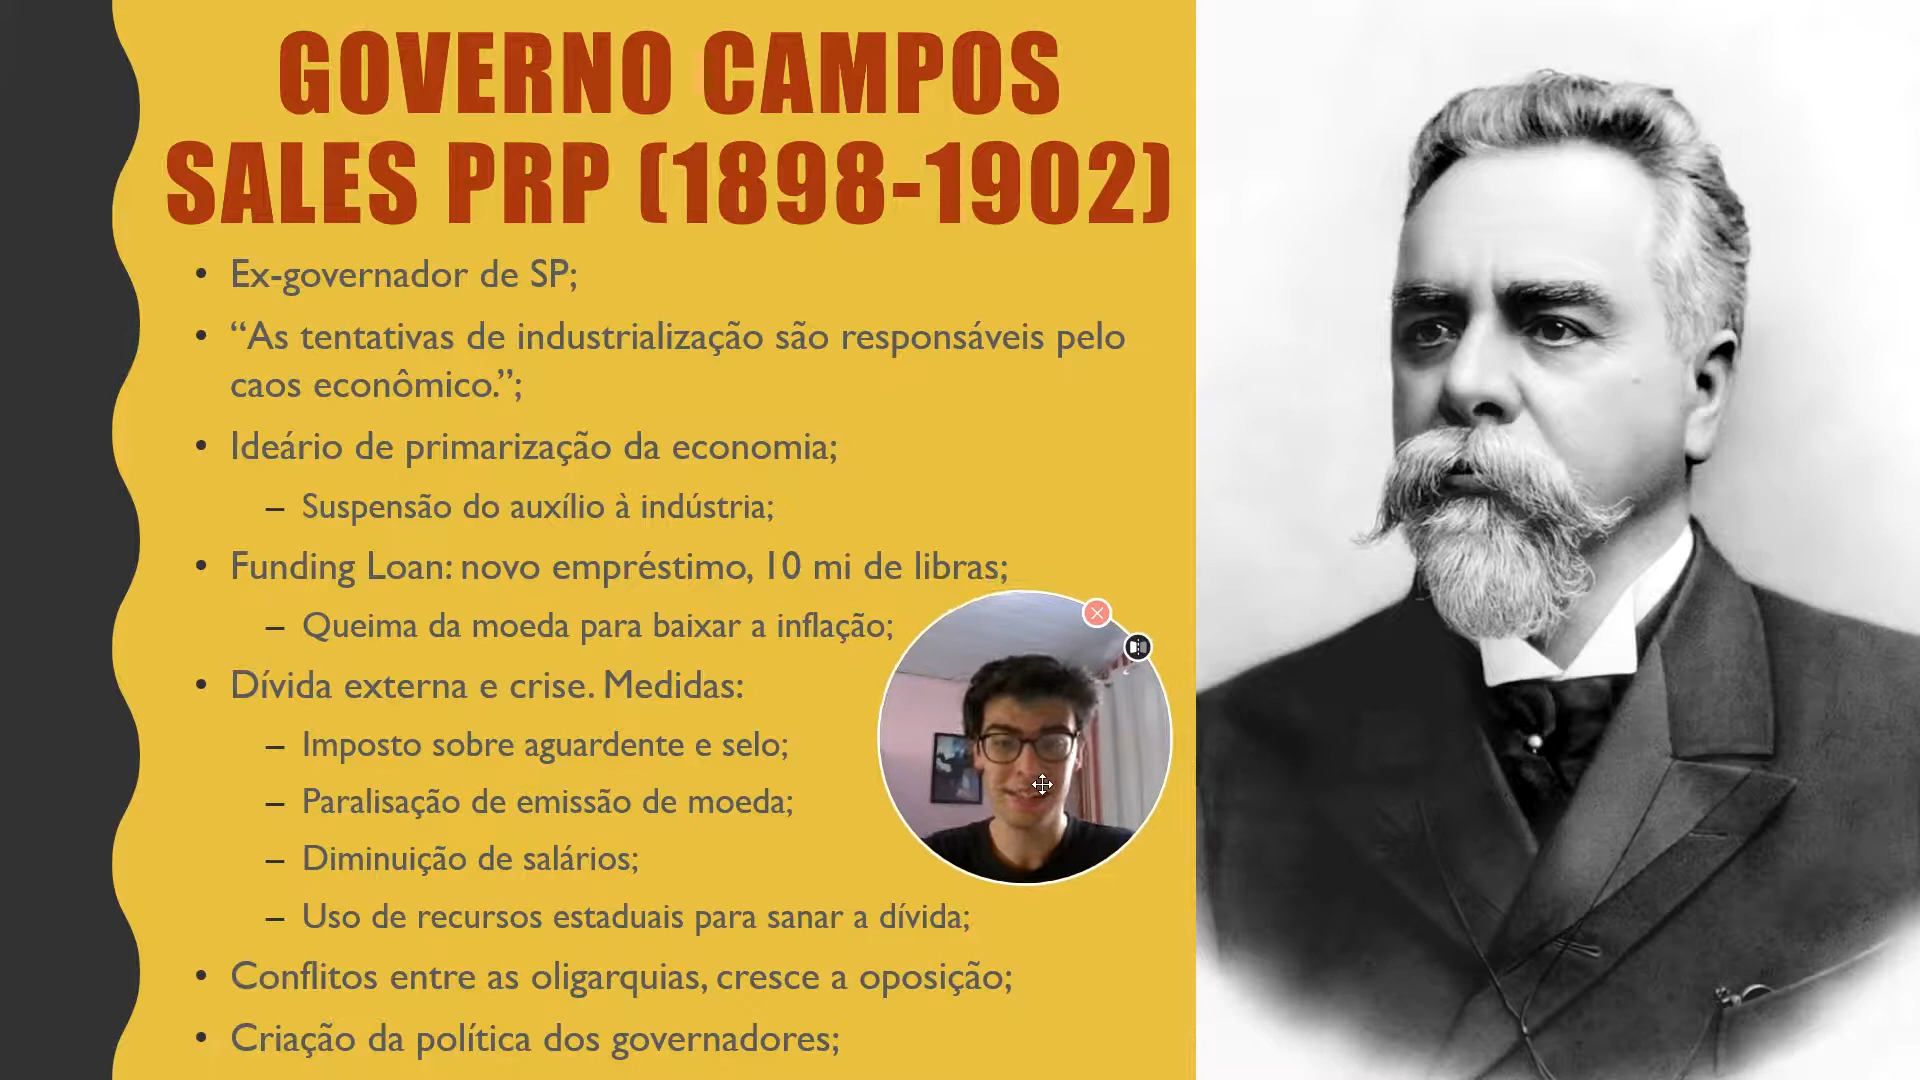 GOVERNO CAMPOS
SALES PRP (1898-1902)
• Ex-governador de SP;
• “As tentativas de industrialização são responsáveis pelo
caos econômico.”;
• Ideário de primarização da economia;
– Suspensão do auxílio à indústria;
• Funding Loan: novo empréstimo, 10 mi de libras;
– Queima da moeda para baixar a inflação;
• Dívida externa e crise. Medidas:
– Imposto sobre aguardente e selo;
– Paralisação de emissão de moeda;
– Diminuição de salários;
– Uso de recursos estaduais para sanar a dívida;
• Conflitos entre as oligarquias, cresce a oposição;
• Criação da política dos governadores;